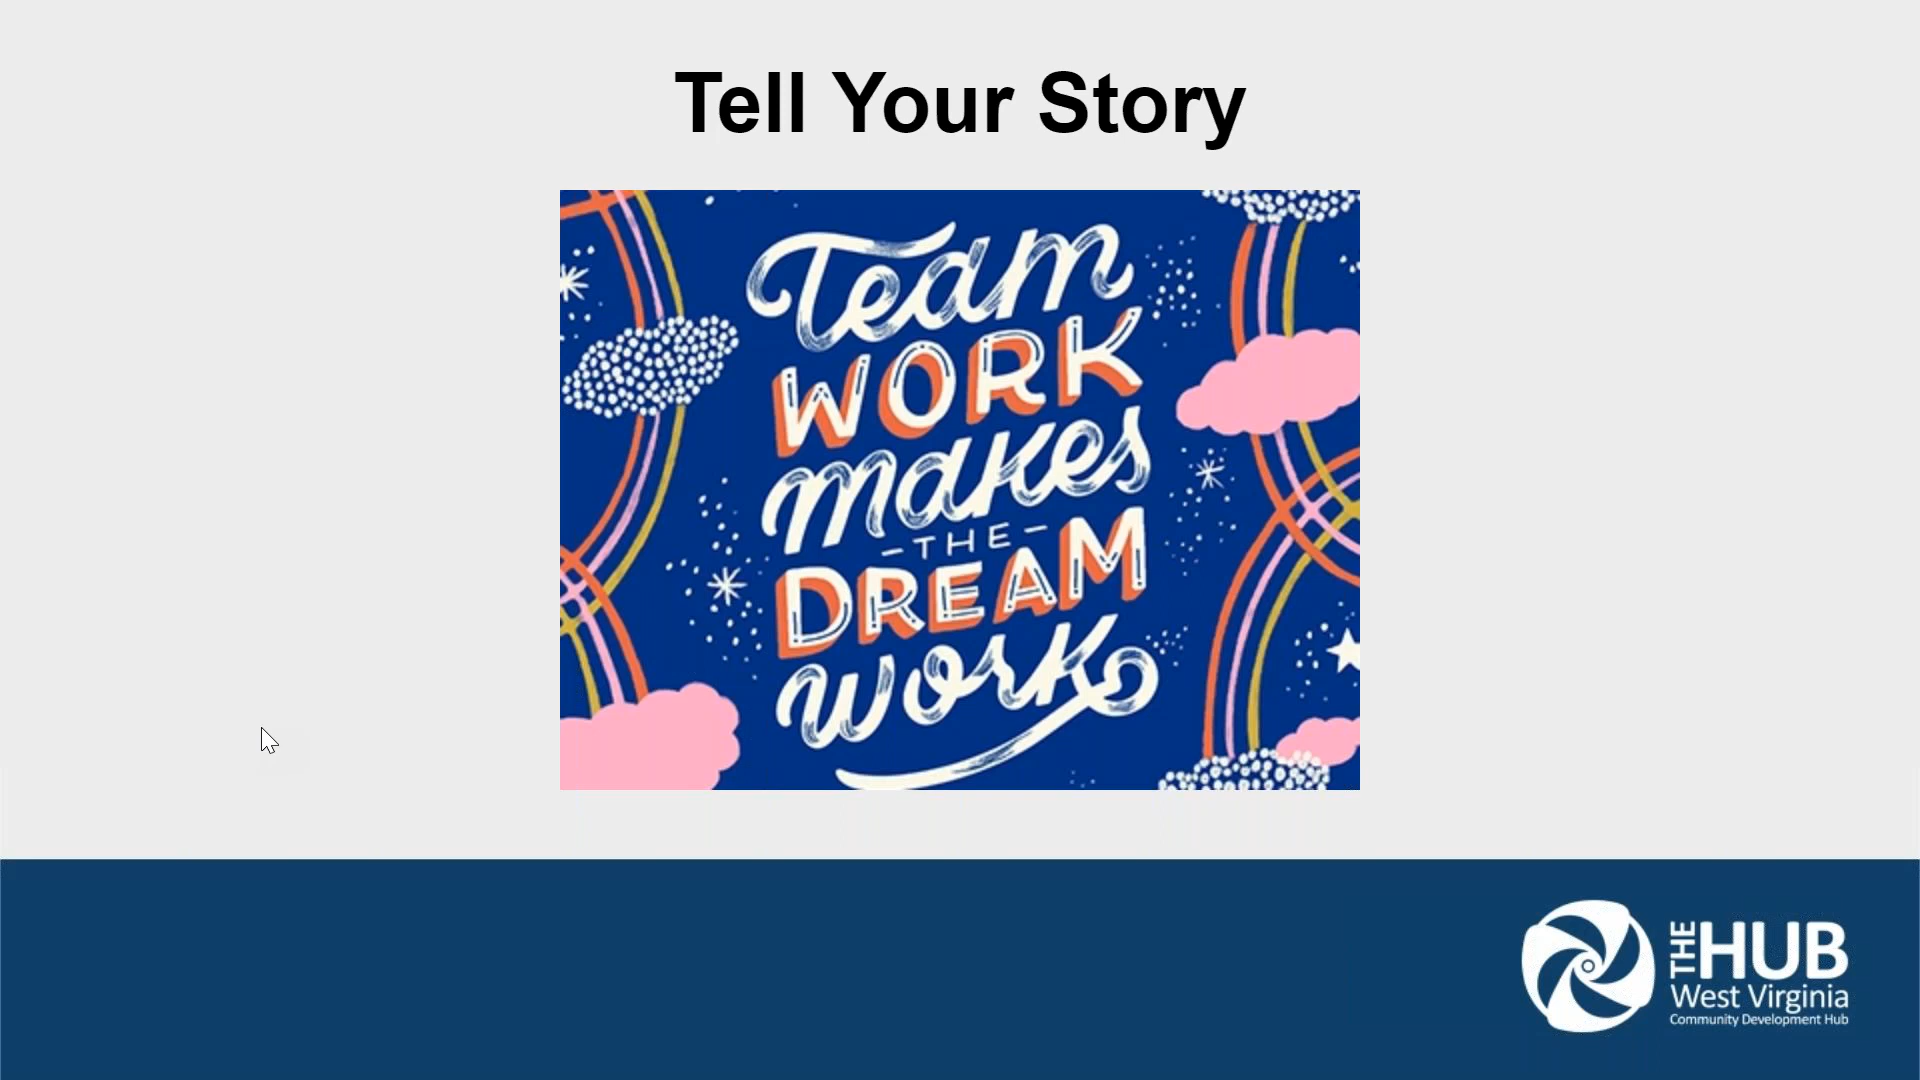 Tell Your Story
Team
WORK
makes
-THE-
DREAM
work
THE HUB
West Virginia
Community Development Hub